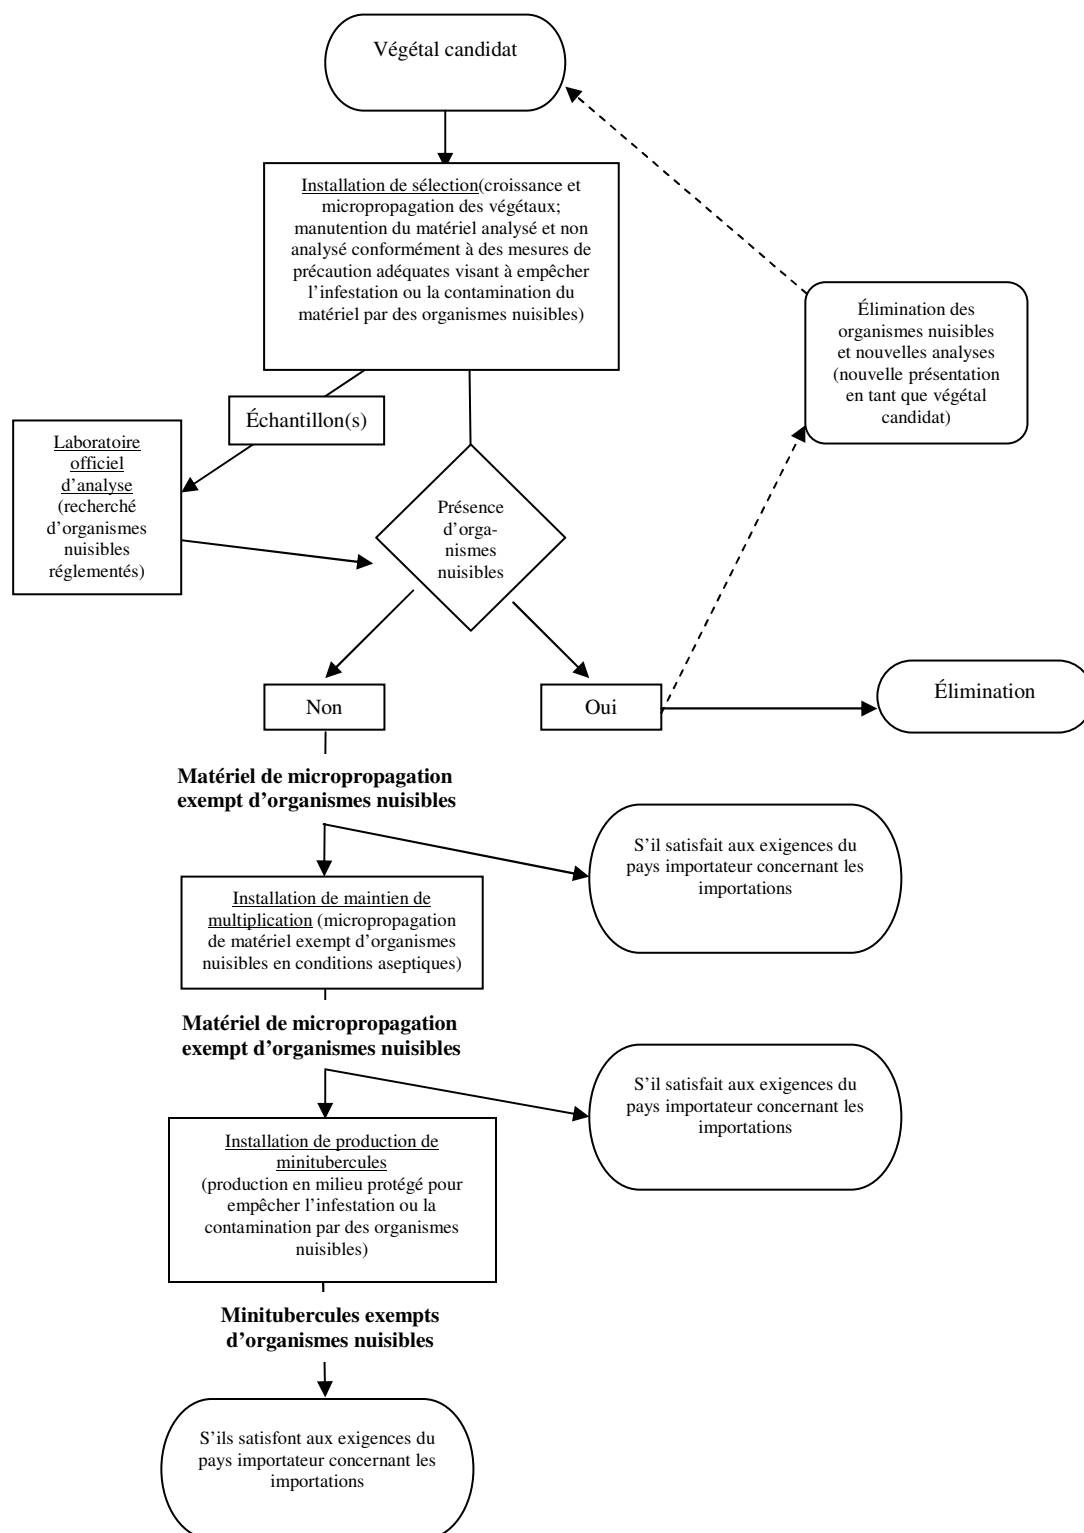 Végétal candidat
Installation de sélection(croissance et
micropropagation des végétaux;
manutention du matériel analysé et non
analysé conformément à des mesures de
précaution adéquates visant à empêcher
l’infestation ou la contamination du
matériel par des organismes nuisibles)
Élimination des
organismes nuisibles
et nouvelles analyses
(nouvelle présentation
en tant que végétal
candidat)
Échantillon(s)
Laboratoire
officiel
d’analyse
(recherché
d’organismes
nuisibles
réglementés)
Présence
d’orga-
nismes
nuisibles
Non
Oui
Élimination
Matériel de micropropagation
exempt d’organismes nuisibles
S’il satisfait aux exigences du
pays importateur concernant les
importations
Installation de maintien de
multiplication (micropropagation
de matériel exempt d’organismes
nuisibles en conditions aseptiques)
Matériel de micropropagation
exempt d’organismes nuisibles
S’il satisfait aux exigences du
pays importateur concernant les
importations
Installation de production de
minitubercules
(production en milieu protégé pour
empêcher l’infestation ou la
contamination par des organismes
nuisibles)
Minitubercules exempts
d’organismes nuisibles
S’ils satisfont aux exigences du
pays importateur concernant les
importations